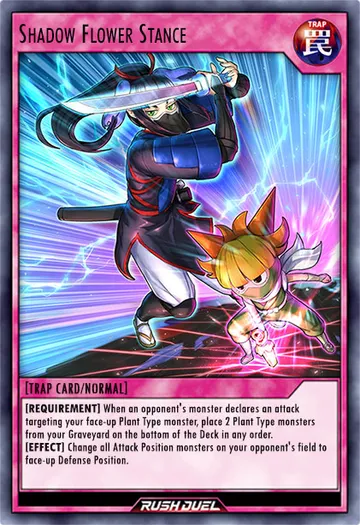 Shadow Flower Stance
TRAP
罠
[TRAP CARD/NORMAL]
[REQUIREMENT] When an opponent's monster declares an attack
targeting your face-up Plant Type monster, place 2 Plant Type monsters
from your Graveyard on the bottom of the Deck in any order.
[EFFECT] Change all Attack Position monsters on your opponent's field to
face-up Defense Position.
RUSH DUEL